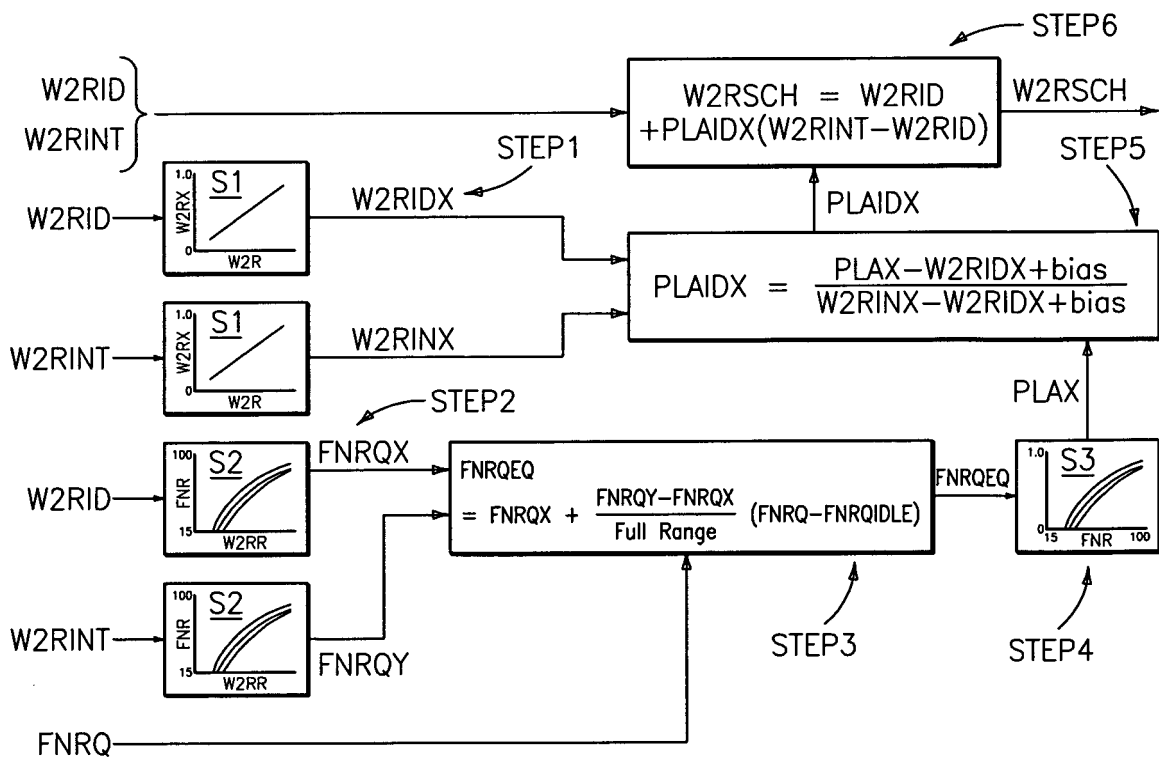 STEP6
W2RID
W2RINT
W2RSCH = W2RID
+PLAIDX(W2RINT-W2RID)
W2RSCH
STEP1
STEP5
W2RID
1.0
S1
W2RX
0
W2R
W2RIDX
PLAIDX
PLAIDX = PLAX-W2RIDX+bias
W2RINX-W2RIDX+bias
W2RINT
1.0
S1
W2RX
0
W2R
W2RINX
STEP2
PLAX
W2RID
100
S2
FNR
15
W2RR
FNRQX
FNRQEQ
= FNRQX + FNRQY-FNRQX (FNRQ-FNRQIDLE)
Full Range
FNRQEQ
1.0
S3
0
15
FNR
100
W2RINT
100
S2
FNR
15
W2RR
FNRQY
STEP3
STEP4
FNRQ